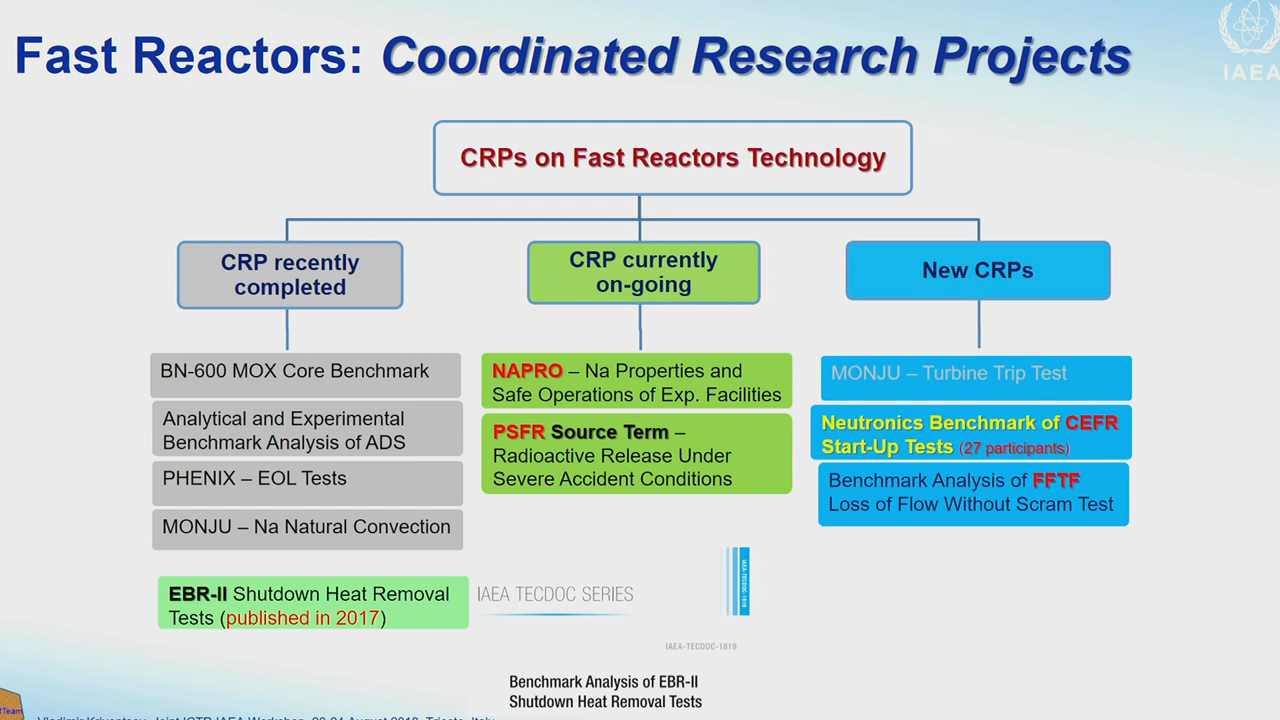 Fast Reactors: Coordinated Research Projects
IAEA
CRPs on Fast Reactors Technology
CRP recently
completed
CRP currently
on-going
New CRPs
BN-600 MOX Core Benchmark
Analytical and Experimental
Benchmark Analysis of ADS
PHENIX – EOL Tests
MONJU – Na Natural Convection
EBR-II Shutdown Heat Removal
Tests (published in 2017)
NAPRO – Na Properties and
Safe Operations of Exp. Facilities
PSFR Source Term –
Radioactive Release Under
Severe Accident Conditions
MONJU – Turbine Trip Test
Neutronics Benchmark of CEFR
Start-Up Tests (27 participants)
Benchmark Analysis of FFTF
Loss of Flow Without Scram Test
IAEA TECDOC SERIES
IAEA-TECDOC-1819
IAEA-TECDOC-1819
Benchmark Analysis of EBR-II
Shutdown Heat Removal Tests
Team